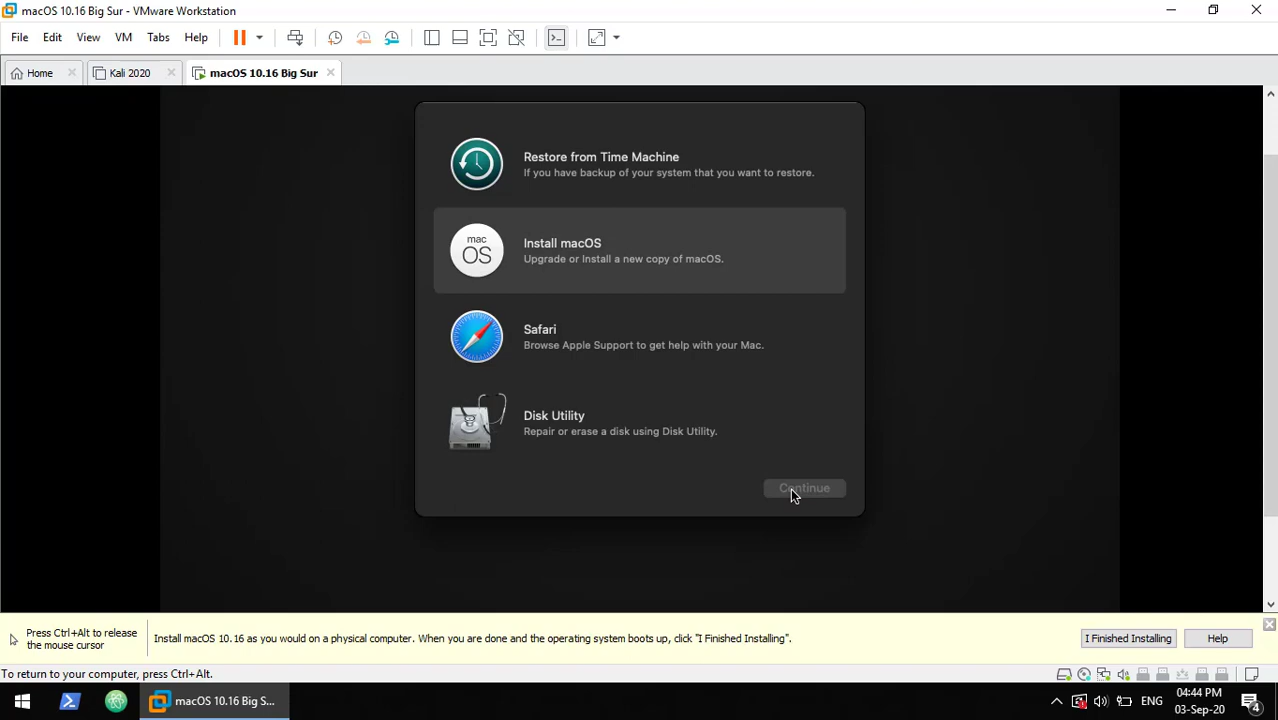 macOS 10.16 Big Sur - VMware Workstation
File Edit View VM Tabs Help
Home Kali 2020 macOS 10.16 Big Sur
Restore from Time Machine
If you have backup of your system that you want to restore.
mac
OS
Install macOS
Upgrade or Install a new copy of macOS.
Safari
Browse Apple Support to get help with your Mac.
Disk Utility
Repair or erase a disk using Disk Utility.
Continue
Press Ctrl+Alt to release
the mouse cursor
Install macOS 10.16 as you would on a physical computer. When you are done and the operating system boots up, click "I Finished Installing".
I Finished Installing
Help
To return to your computer, press Ctrl+Alt.
macOS 10.16 Big S...
ENG
04:44 PM
03-Sep-20
4